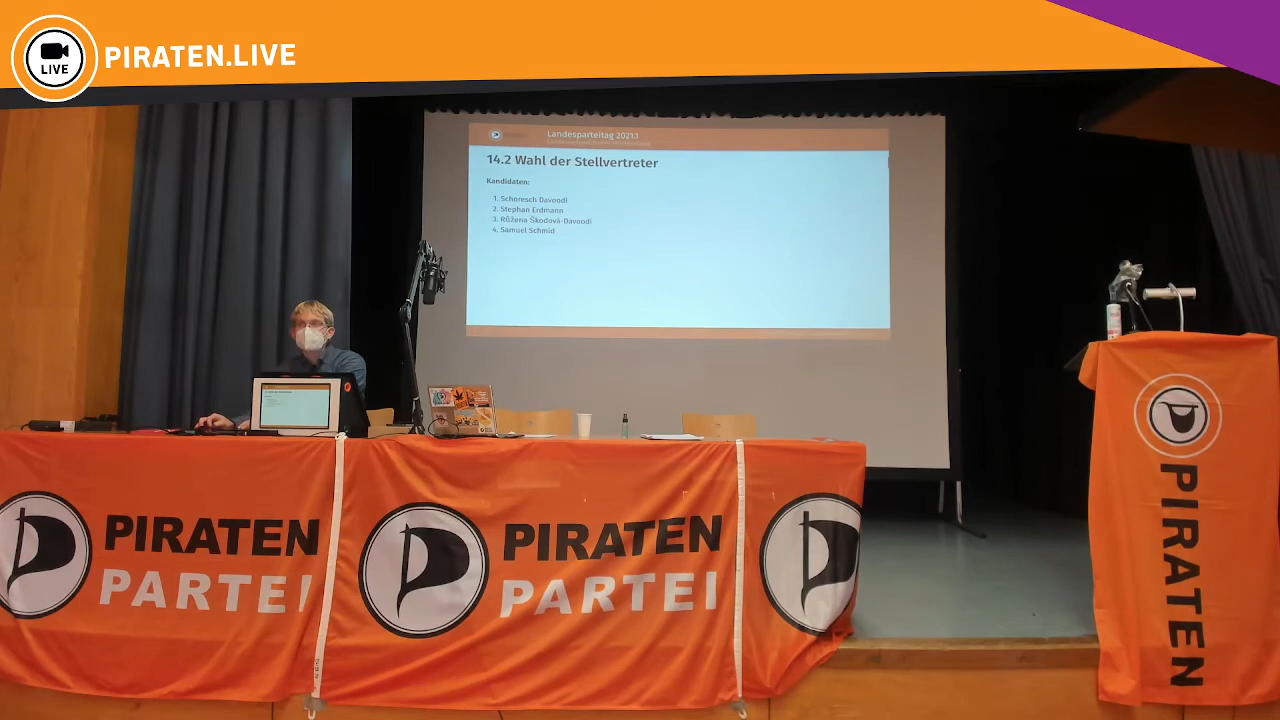 LIVE
PIRATEN.LIVE
Landesparteitag 2021.1
14.2 Wahl der Stellvertreter
Kandidaten:
1. Schoresch Davoodi
2. Stephan Erdmann
3. Růžena Škodová-Davoodi
4. Samuel Schmid
PIRATEN
PARTEI
PIRATEN
PARTEI
PIRATEN